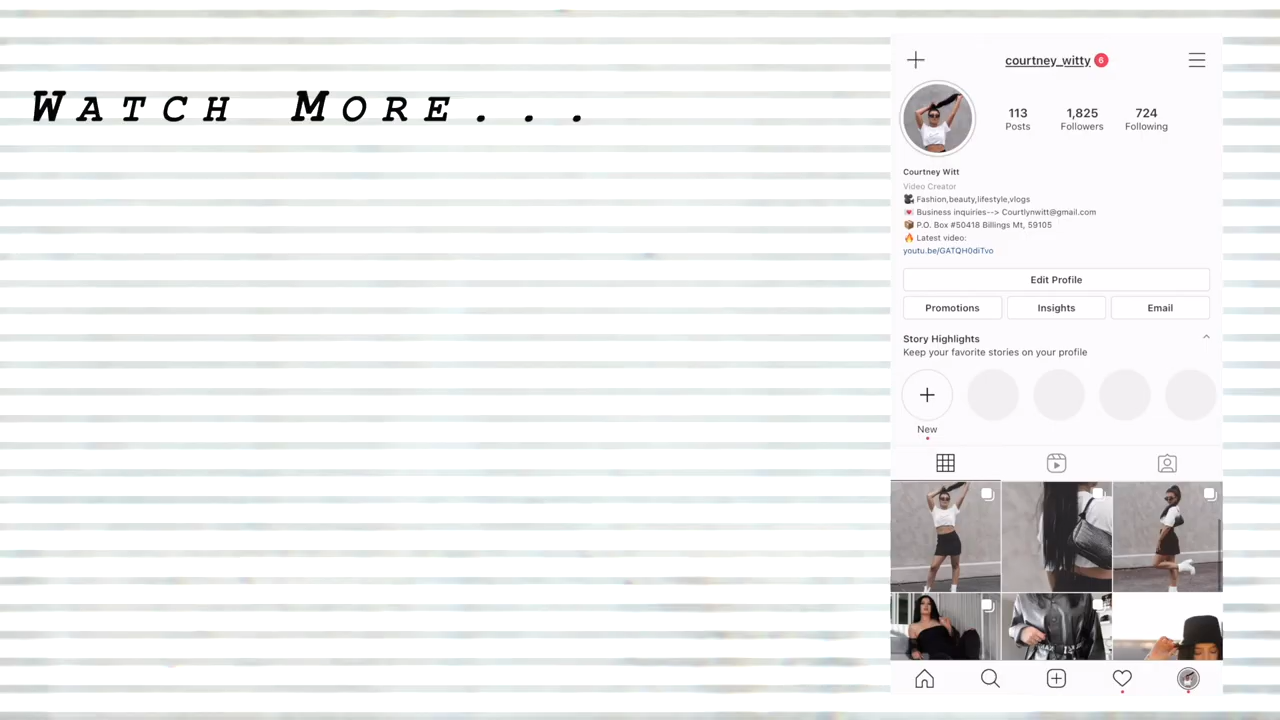 WATCH MORE...
courtney_witty 6
113 1,825 724
Posts Followers Following
Courtney Witt
Video Creator
🎥 Fashion,beauty,lifestyle,vlogs
💌 Business inquiries--> Courtlynwitt@gmail.com
📦 P.O. Box #50418 Billings Mt, 59105
🔥 Latest video:
youtu.be/GATQH0diTvo
Edit Profile
Promotions Insights Email
Story Highlights
Keep your favorite stories on your profile
New